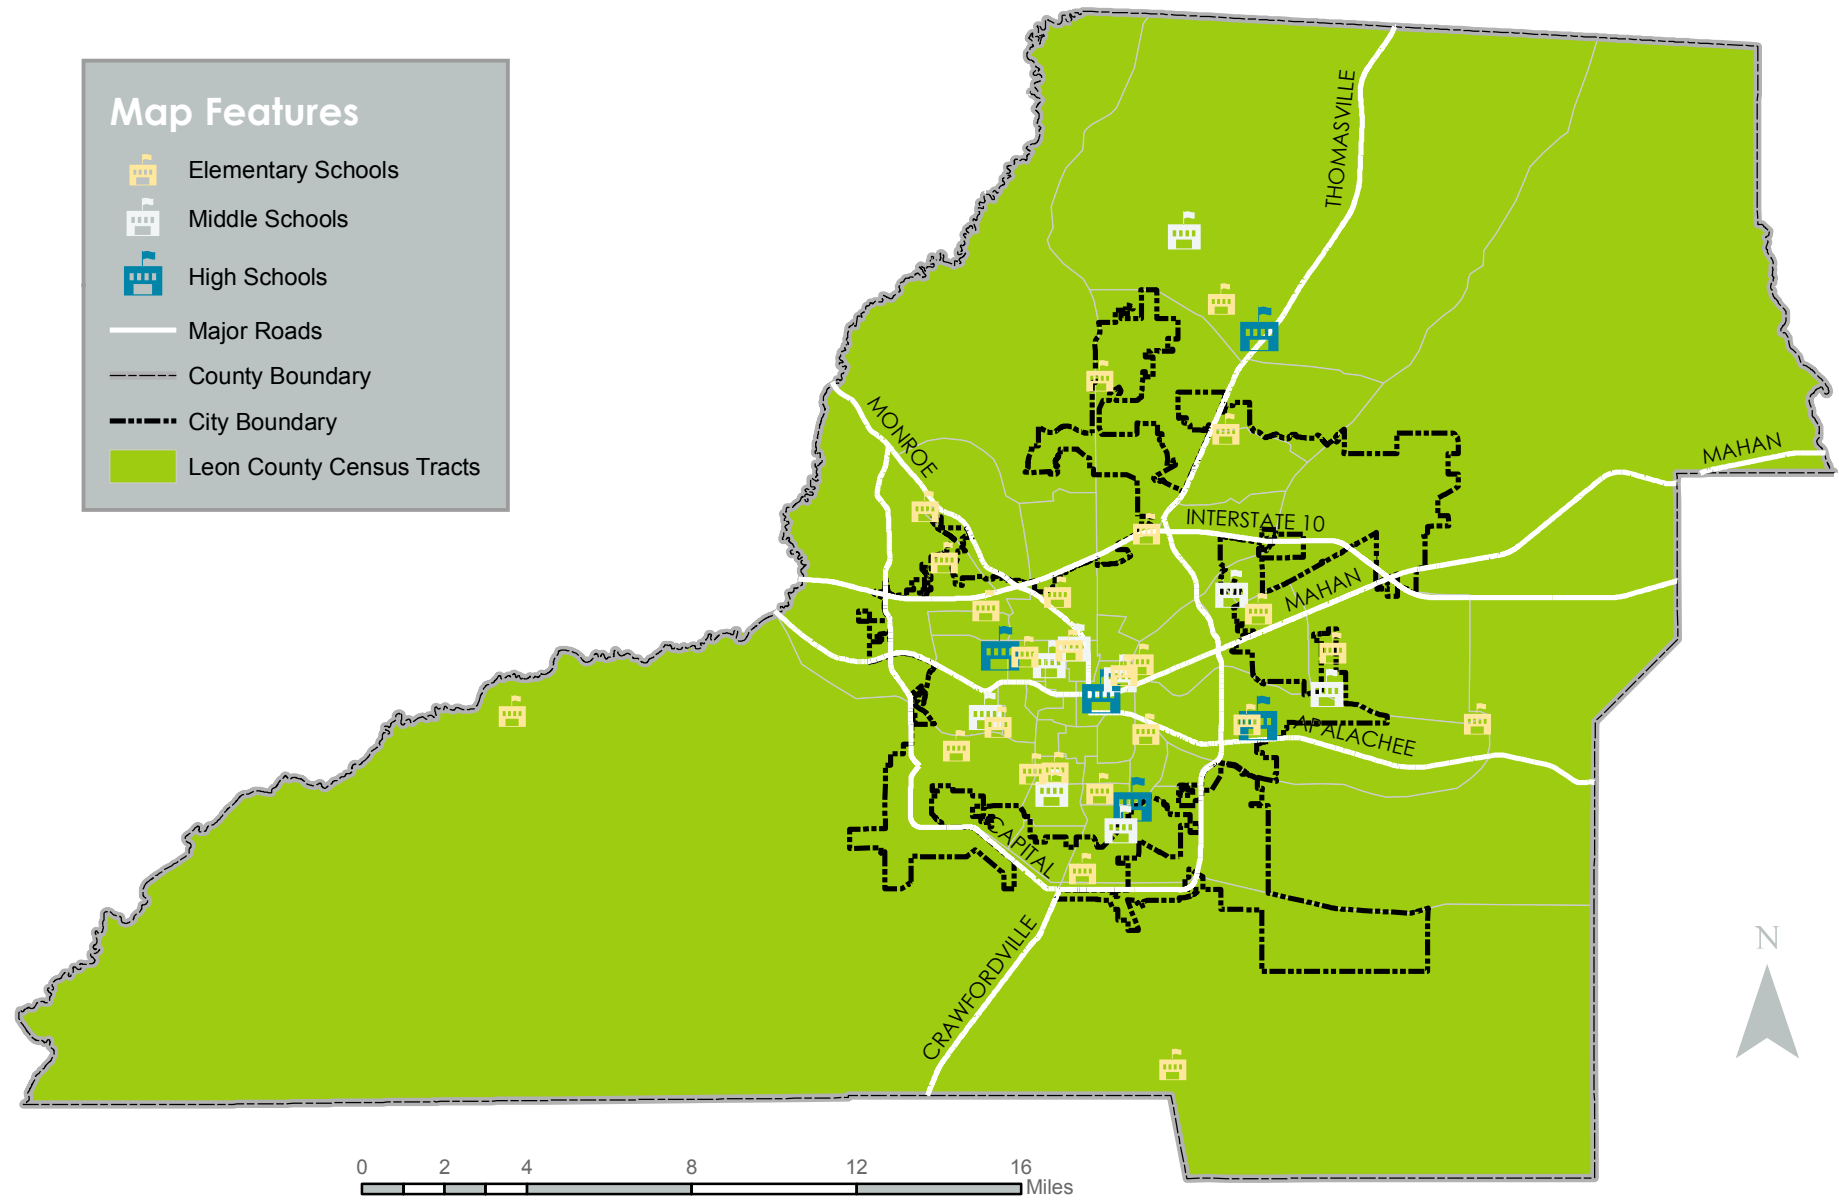 Map Features
Elementary Schools
Middle Schools
High Schools
Major Roads
County Boundary
City Boundary
Leon County Census Tracts
THOMASVILLE
MONROE
MAHAN
INTERSTATE 10
MAHAN
APALACHEE
CAPITAL
CRAWFORDVILLE
N
0 2 4 8 12 16
Miles